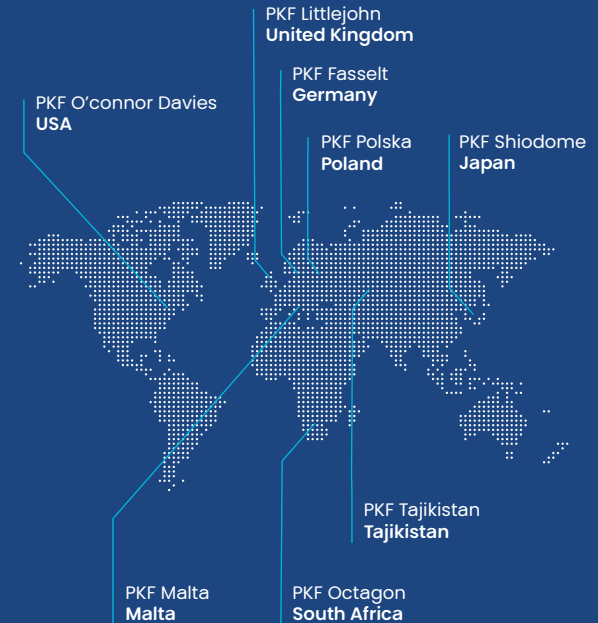 PKF Littlejohn
United Kingdom
PKF Fasselt
Germany
PKF O'connor Davies
USA
PKF Polska
Poland
PKF Shiodome
Japan
PKF Tajikistan
Tajikistan
PKF Malta
Malta
PKF Octagon
South Africa